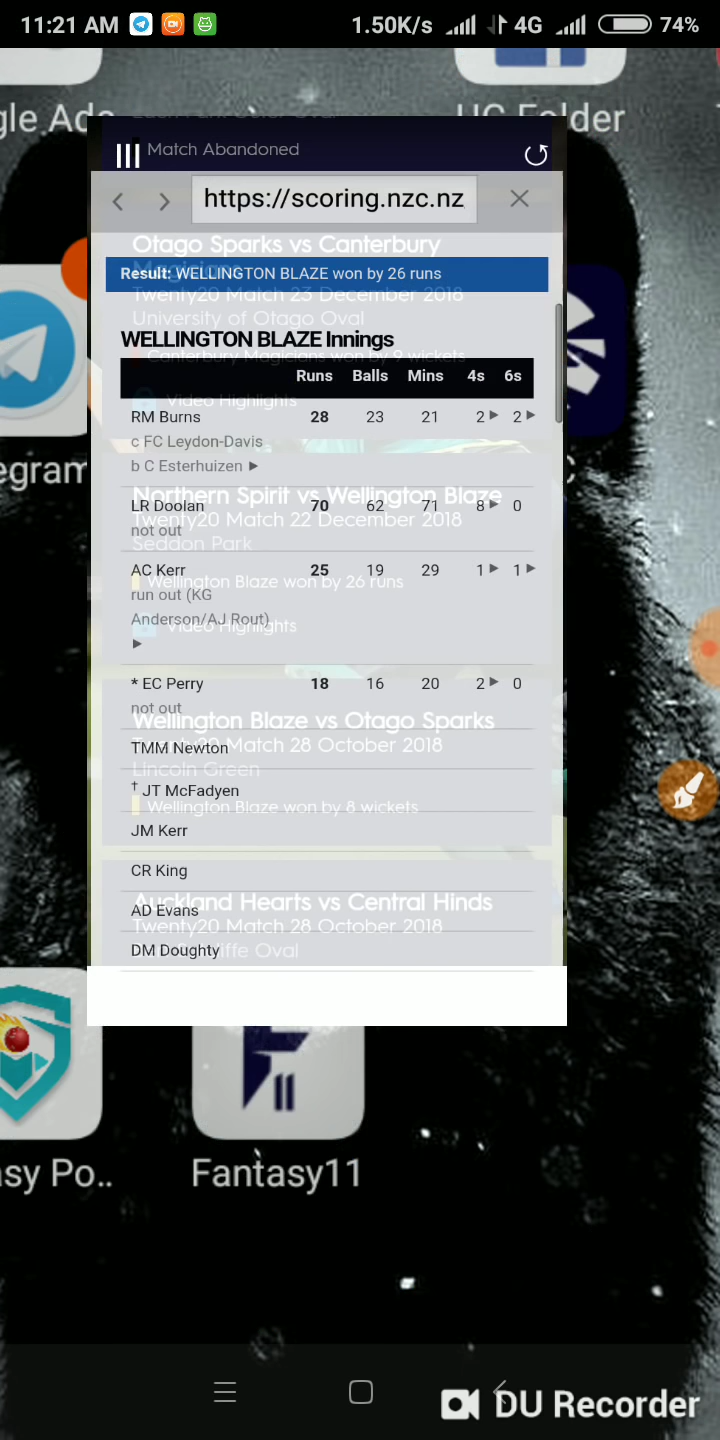 11:21 AM 1.50K/s 4G 74%
gle Ads
UC Folder
Match Abandoned
https://scoring.nzc.nz
Otago Sparks vs Canterbury
Magicians
Result: WELLINGTON BLAZE won by 26 runs
Twenty20 Match 23 December 2018
University of Otago Oval
WELLINGTON BLAZE Innings
Canterbury Magicians won by 9 wickets
Runs Balls Mins 4s 6s
Video Highlights
RM Burns 28 23 21 2 2
c FC Leydon-Davis
b C Esterhuizen
egram
Northern Spirit vs Wellington Blaze
LR Doolan 70 62 71 8 0
Twenty20 Match 22 December 2018
not out
Seddon Park
AC Kerr 25 19 29 1 1
Wellington Blaze won by 26 runs
run out (KG
Anderson/AJ Rout)
Video Highlights
* EC Perry 18 16 20 2 0
not out
Wellington Blaze vs Otago Sparks
Twenty20 Match 28 October 2018
TMM Newton
Lincoln Green
† JT McFadyen
Wellington Blaze won by 8 wickets
JM Kerr
CR King
Auckland Hearts vs Central Hinds
AD Evans
Twenty20 Match 28 October 2018
DM Doughty
Oval
asy Po..
Fantasy11
DU Recorder